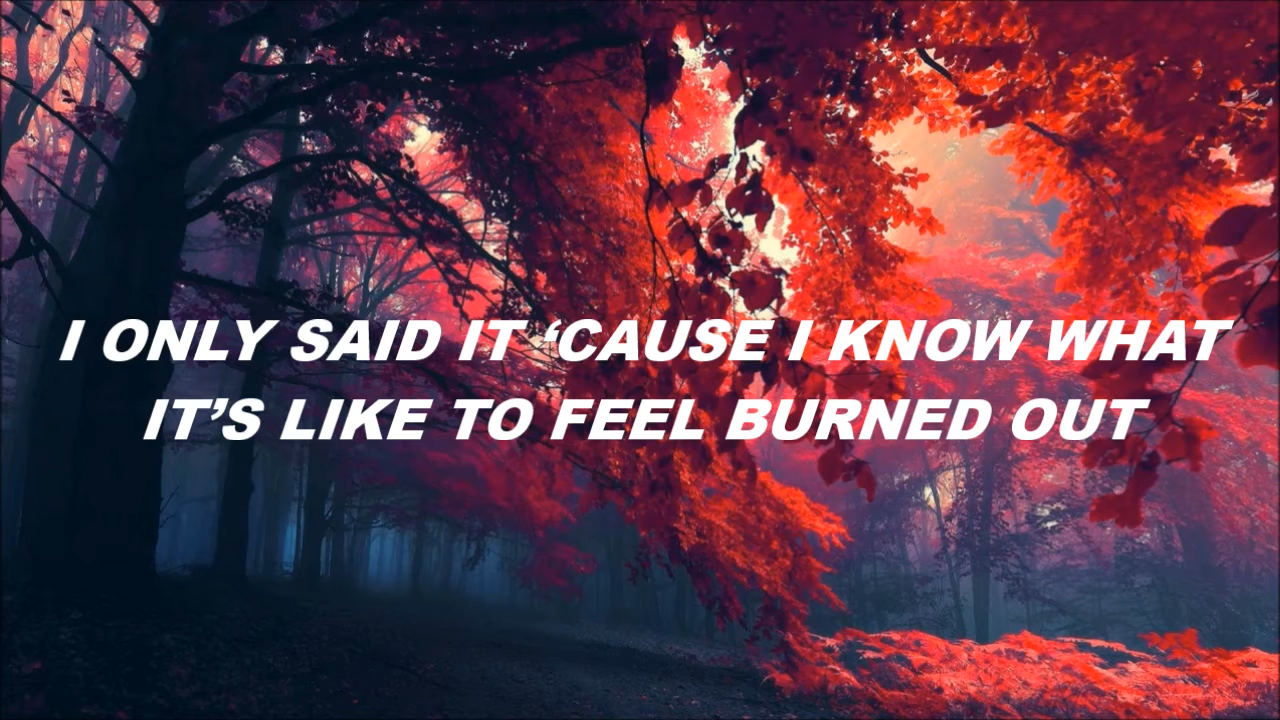 I ONLY SAID IT ‘CAUSE I KNOW WHAT
IT’S LIKE TO FEEL BURNED OUT